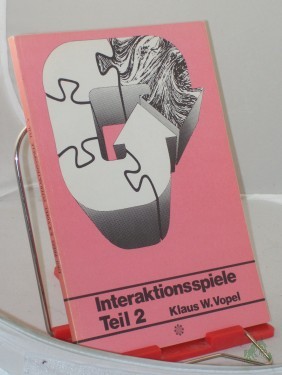 Interaktionsspiele
Teil 2 Klaus W. Vopel